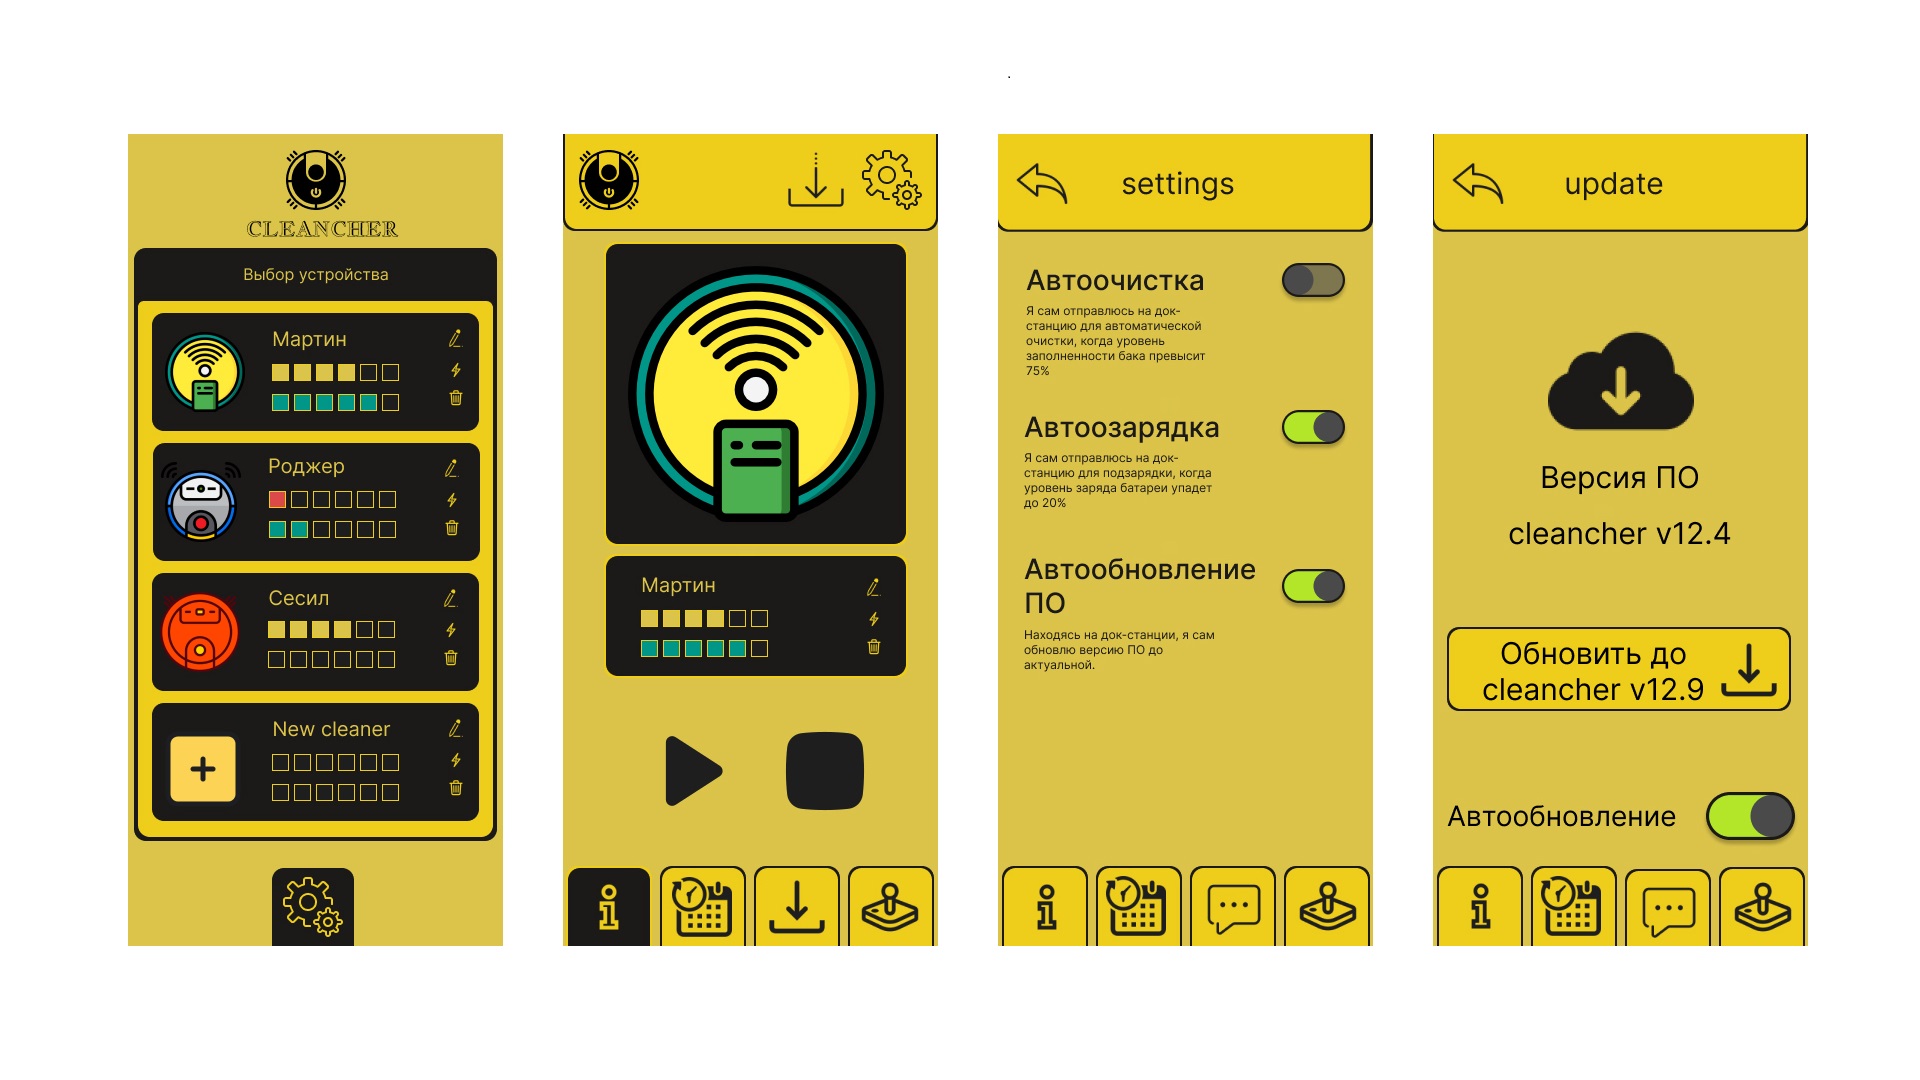 CLEANCHER
Выбор устройства
Мартин
Роджер
Сесил
New cleaner
Мартин
settings
Автоочистка
Я сам отправлюсь на док-
станцию для автоматической
очистки, когда уровень
заполненности бака превысит
75%
Автоозарядка
Я сам отправлюсь на док-
станцию для подзарядки, когда
уровень заряда батареи упадет
до 20%
Автообновление
ПО
Находясь на док-станции, я сам
обновлю версию ПО до
актуальной.
update
Версия ПО
cleancher v12.4
Обновить до
cleancher v12.9
Автообновление